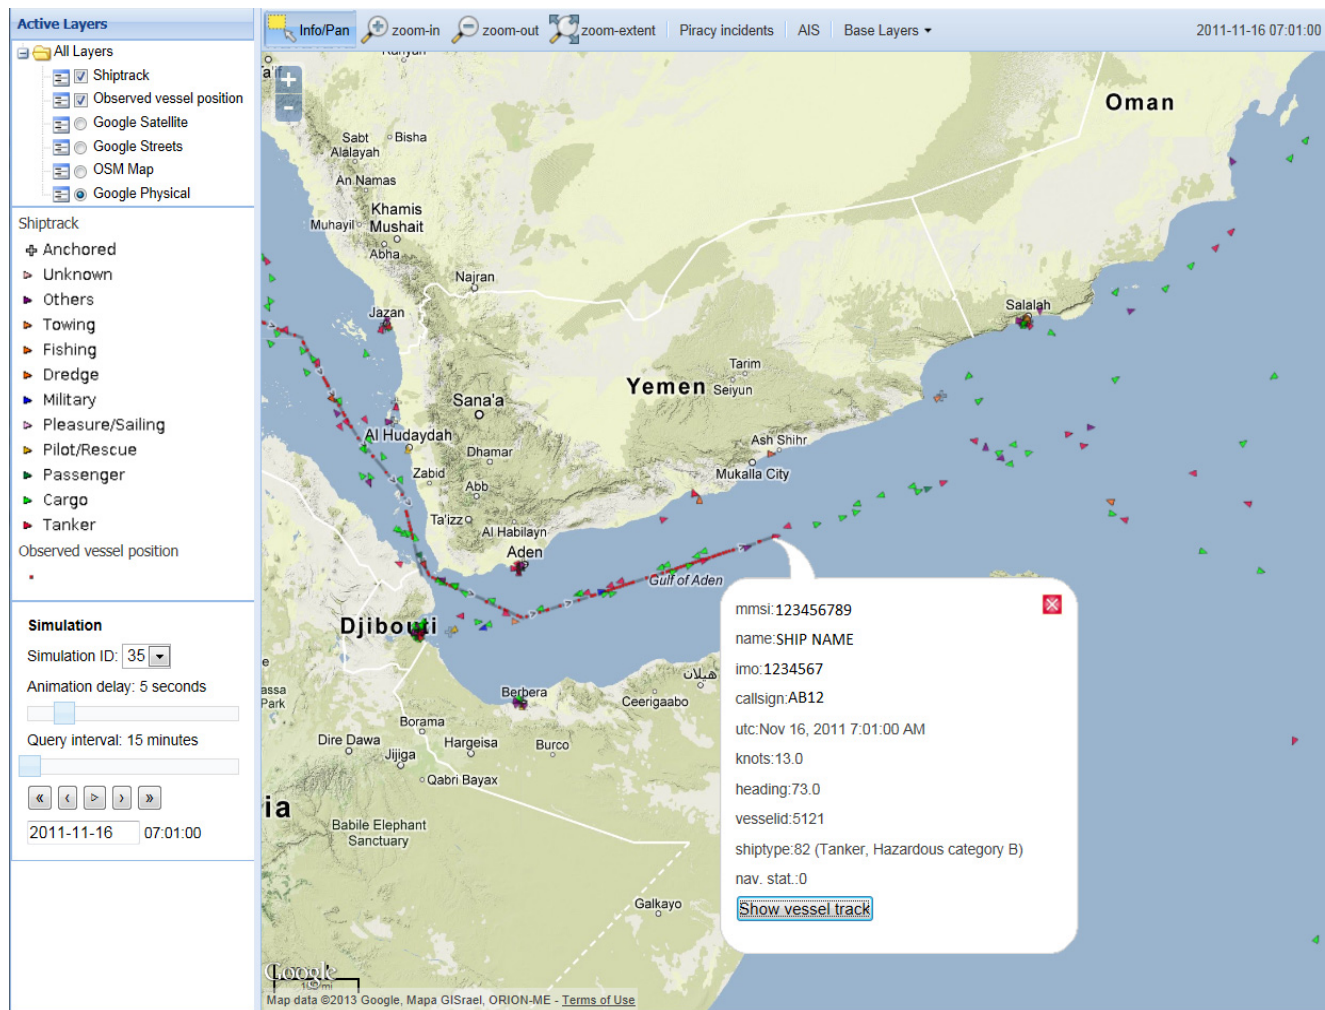 Active Layers
All Layers
Shiptrack
Observed vessel position
Google Satellite
Google Streets
OSM Map
Google Physical
Shiptrack
Anchored
Unknown
Others
Towing
Fishing
Dredge
Military
Pleasure/Sailing
Pilot/Rescue
Passenger
Cargo
Tanker
Observed vessel position
Simulation
Simulation ID: 35
Animation delay: 5 seconds
Query interval: 15 minutes
« ‹ › »
2011-11-16 07:01:00
Info/Pan zoom-in zoom-out zoom-extent Piracy incidents AIS Base Layers 2011-11-16 07:01:00
+
-
Oman
Sabt
Alalayah
Bisha
An Namas
Khamis
Mushait
Muhayil
Abha
Najran
Jazan
Salalah
Tarim
Yemen Seiyun
Sana'a
Al Hudaydah
Dhamar
Ash Shihr
Zabid
Abb
Mukalla City
Ta'izz
Al Habilayn
Aden
Gulf of Aden
Djibouti
هيلان
Berbera
Ceerigaabo
Borama
Dire Dawa
Hargeisa
Burco
Jijiga
Qabri Bayax
ia
Babile Elephant
Sanctuary
Galkayo
mmsi:123456789
name:SHIP NAME
imo:1234567
callsign:AB12
utc:Nov 16, 2011 7:01:00 AM
knots:13.0
heading:73.0
vesselid:5121
shiptype:82 (Tanker, Hazardous category B)
nav. stat.:0
Show vessel track
Google
Map data ©2013 Google, Mapa GISrael, ORION-ME - Terms of Use